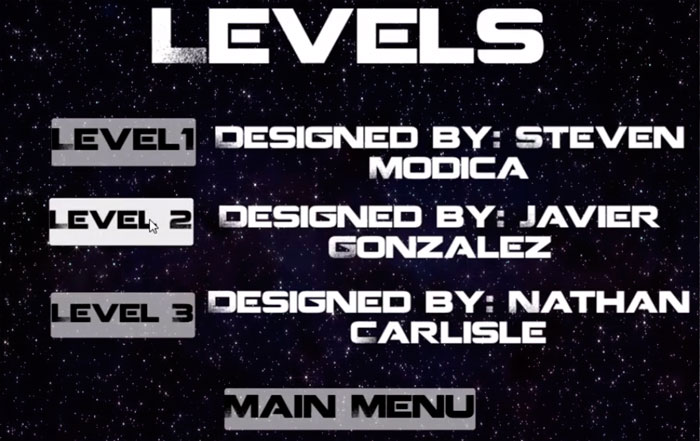 LEVELS
LEVEL1 DESIGNED BY: STEVEN
MODICA
LEVEL 2 DESIGNED BY: JAVIER
GONZALEZ
LEVEL 3 DESIGNED BY: NATHAN
CARLISLE
MAIN MENU